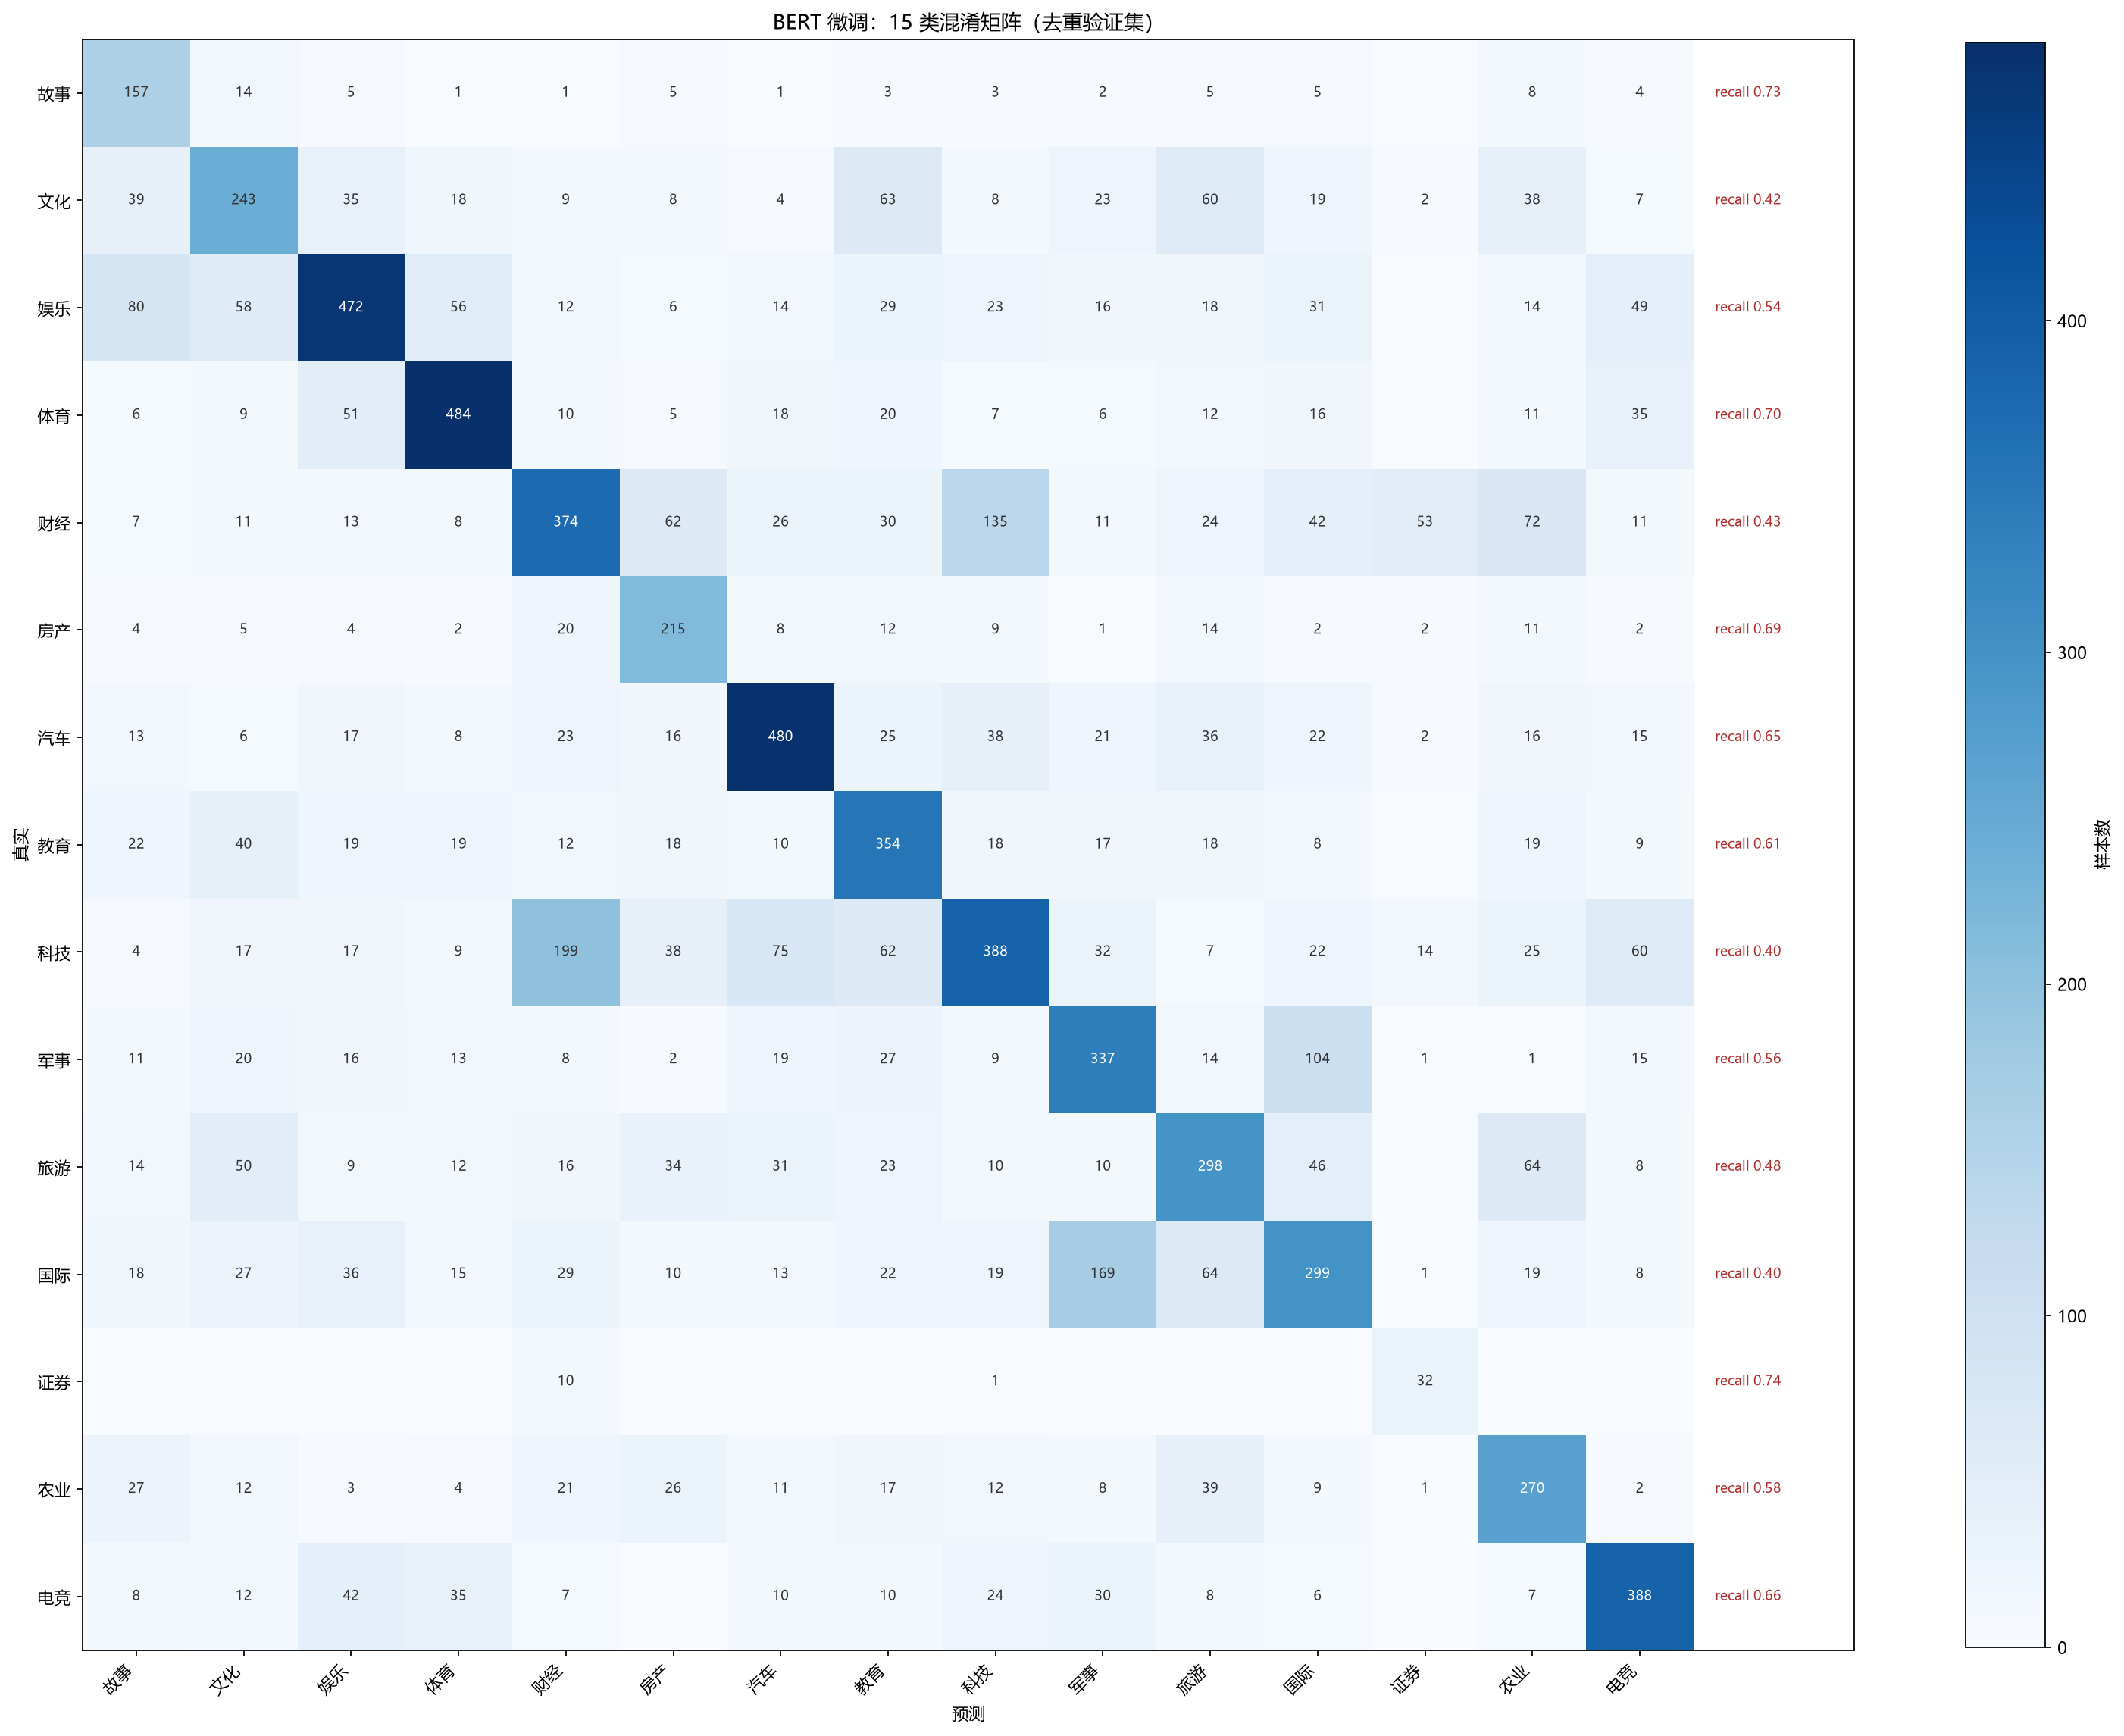 BERT 微调：15 类混淆矩阵（去重验证集）
故事 157 14 5 1 1 5 1 3 3 2 5 5 8 4 recall 0.73
文化 39 243 35 18 9 8 4 63 8 23 60 19 2 38 7 recall 0.42
娱乐 80 58 472 56 12 6 14 29 23 16 18 31 14 49 recall 0.54
体育 6 9 51 484 10 5 18 20 7 6 12 16 11 35 recall 0.70
财经 7 11 13 8 374 62 26 30 135 11 24 42 53 72 11 recall 0.43
房产 4 5 4 2 20 215 8 12 9 1 14 2 2 11 2 recall 0.69
汽车 13 6 17 8 23 16 480 25 38 21 36 22 2 16 15 recall 0.65
教育 22 40 19 19 12 18 10 354 18 17 18 8 19 9 recall 0.61
科技 4 17 17 9 199 38 75 62 388 32 7 22 14 25 60 recall 0.40
军事 11 20 16 13 8 2 19 27 9 337 14 104 1 1 15 recall 0.56
旅游 14 50 9 12 16 34 31 23 10 10 298 46 64 8 recall 0.48
国际 18 27 36 15 29 10 13 22 19 169 64 299 1 19 8 recall 0.40
证券 10 1 32 recall 0.74
农业 27 12 3 4 21 26 11 17 12 8 39 9 1 270 2 recall 0.58
电竞 8 12 42 35 7 10 10 24 30 8 6 7 388 recall 0.66
故事 文化 娱乐 体育 财经 房产 汽车 教育 科技 军事 旅游 国际 证券 农业 电竞
预测
真实
400
300
200
100
0
样本数